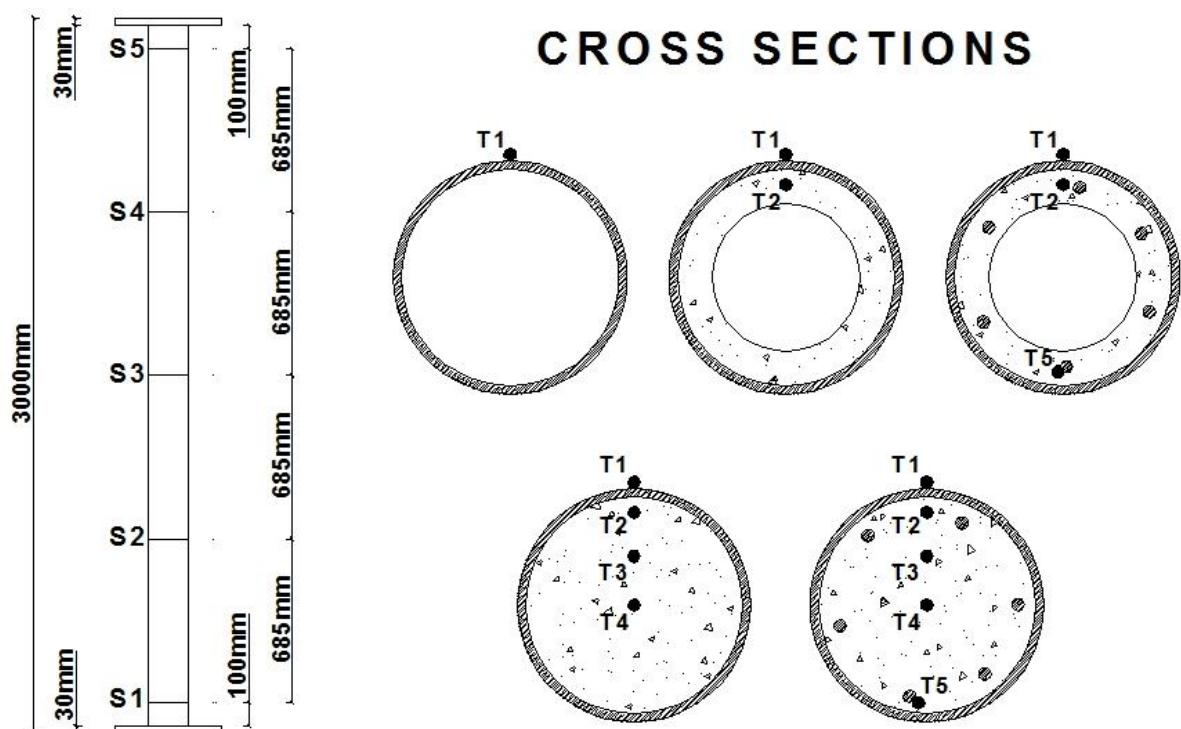 30mm
S5
100mm
685mm
S4
685mm
3000mm
S3
685mm
S2
685mm
30mm
S1
100mm
CROSS SECTIONS
T1
T1
T2
T1
T2
T5
T1
T2
T3
T4
T1
T2
T3
T4
T5